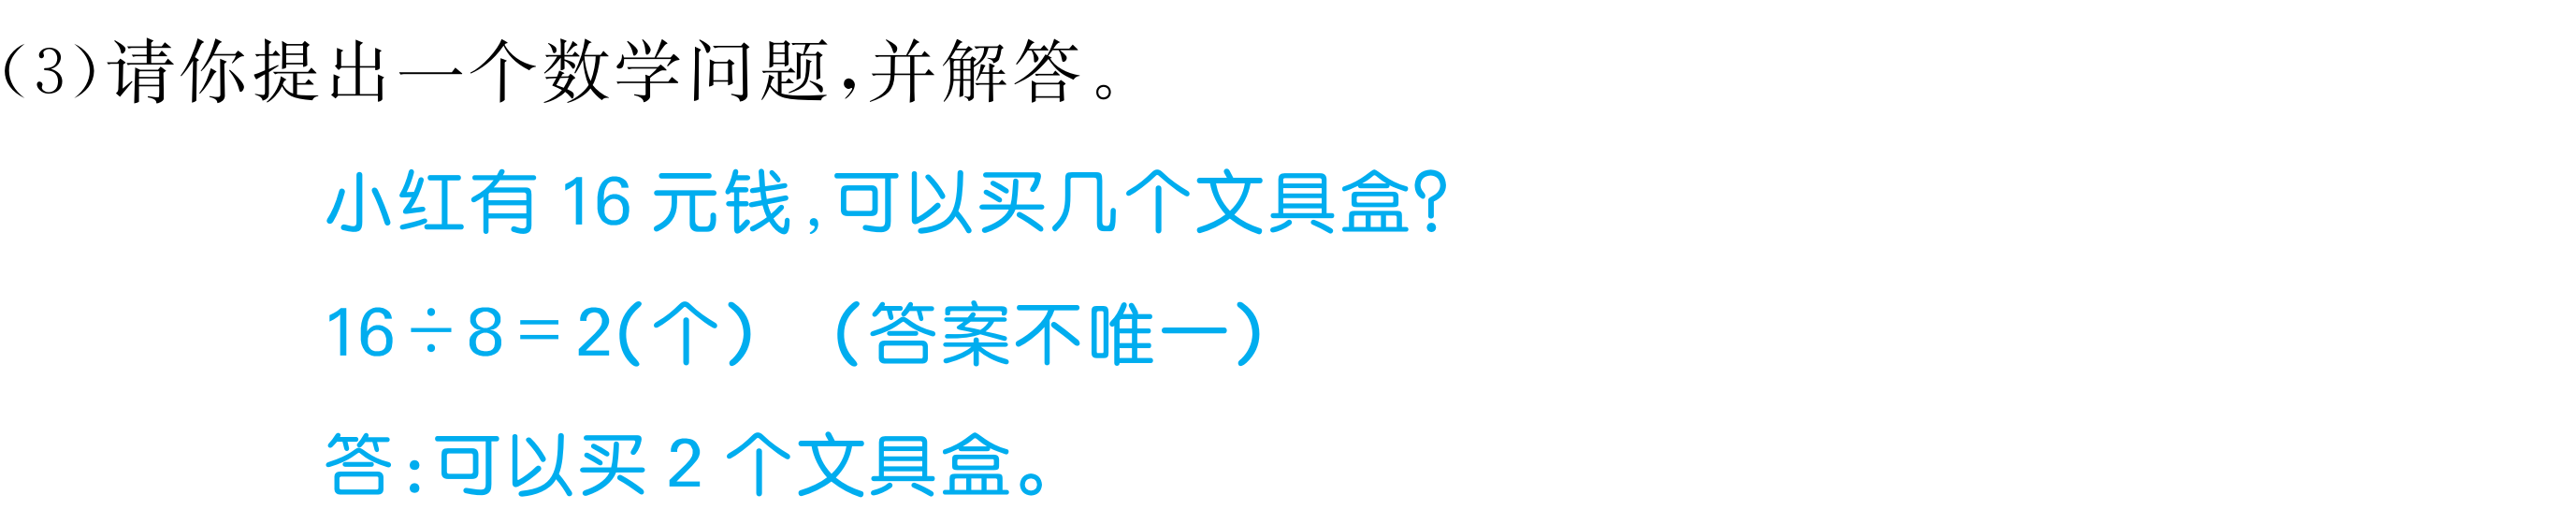 (3)请你提出一个数学问题,并解答。
小红有 16 元钱,可以买几个文具盒?
16÷8=2(个) (答案不唯一)
答:可以买 2 个文具盒。